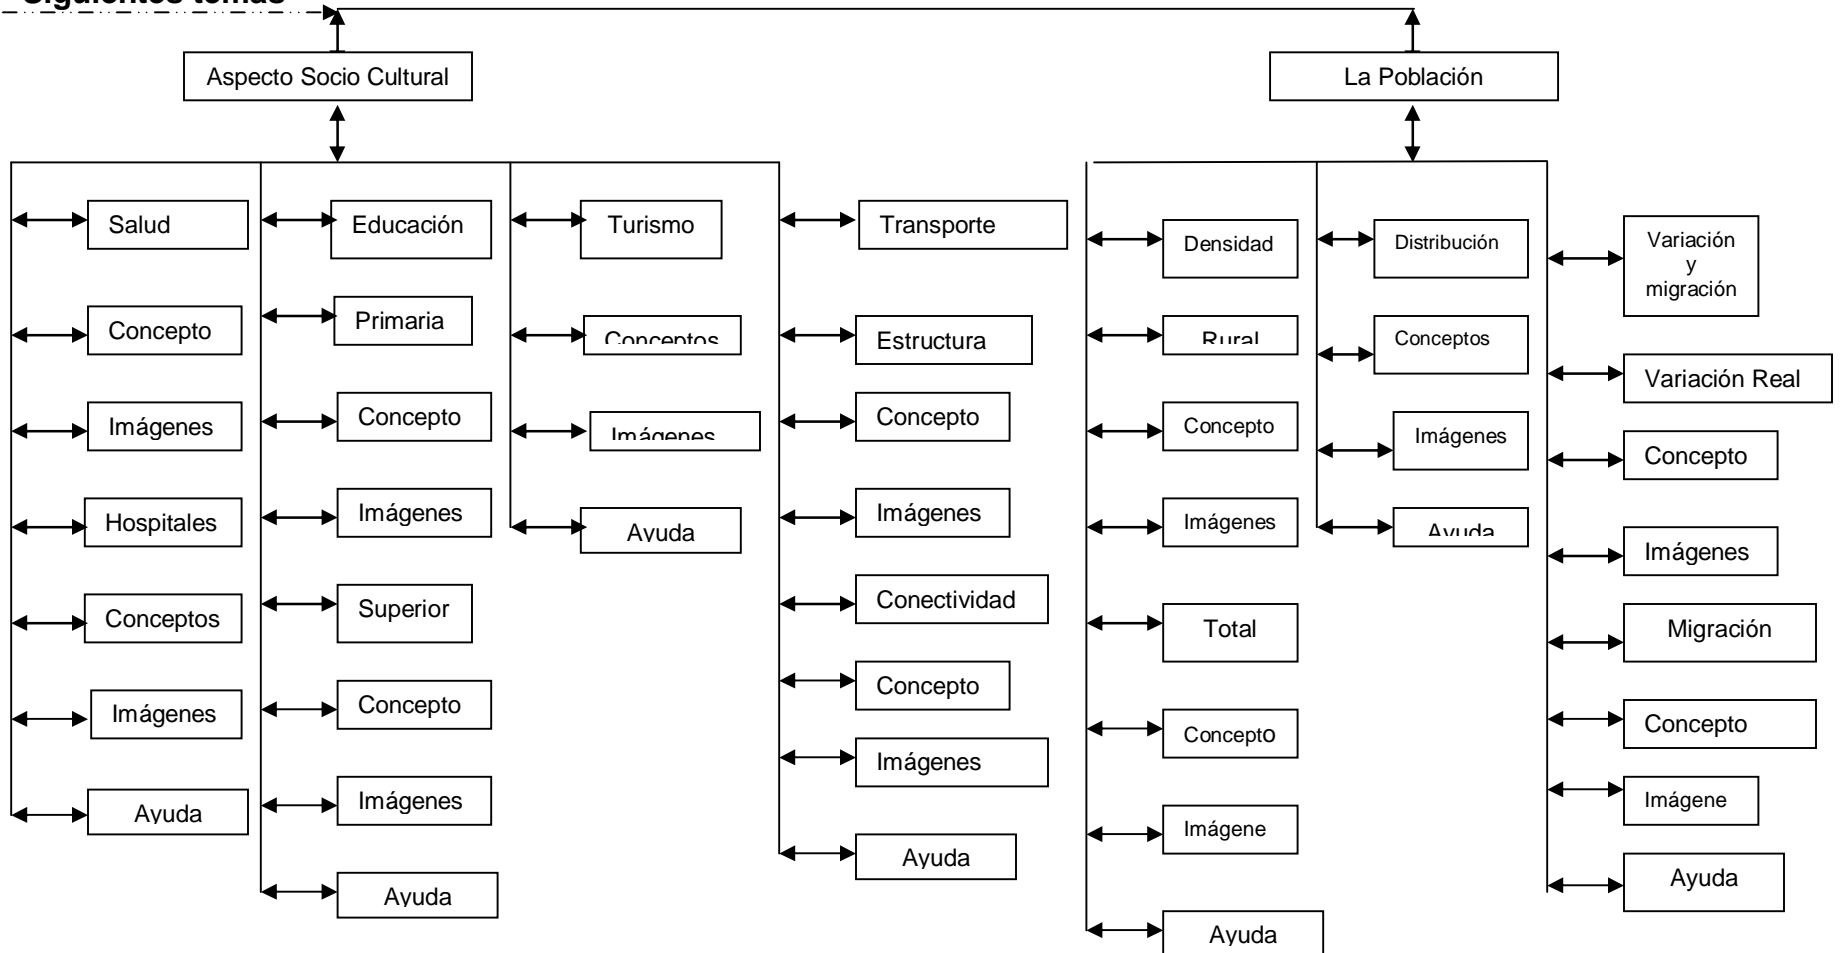 Siguientes temas
Aspecto Socio Cultural
La Población
Salud
Concepto
Imágenes
Hospitales
Conceptos
Imágenes
Ayuda
Educación
Primaria
Concepto
Imágenes
Superior
Concepto
Imágenes
Ayuda
Turismo
Conceptos
Imágenes
Ayuda
Transporte
Estructura
Concepto
Imágenes
Conectividad
Concepto
Imágenes
Ayuda
Densidad
Rural
Concepto
Imágenes
Total
Concepto
Imágene
Ayuda
Distribución
Conceptos
Imágenes
Ayuda
Variación
y
migración
Variación Real
Concepto
Imágenes
Migración
Concepto
Imágene
Ayuda